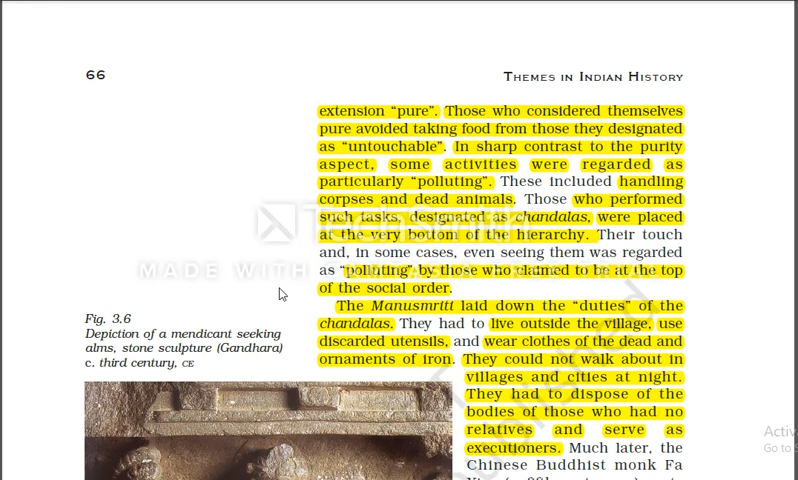 66
THEMES IN INDIAN HISTORY
extension “pure”. Those who considered themselves
pure avoided taking food from those they designated
as “untouchable”. In sharp contrast to the purity
aspect, some activities were regarded as
particularly “polluting”. These included handling
corpses and dead animals. Those who performed
such tasks, designated as chandalas, were placed
at the very bottom of the hierarchy. Their touch
and, in some cases, even seeing them was regarded
as “polluting” by those who claimed to be at the top
of the social order.
The Manusmriti laid down the “duties” of the
chandalas. They had to live outside the village, use
discarded utensils, and wear clothes of the dead and
ornaments of iron. They could not walk about in
villages and cities at night.
They had to dispose of the
bodies of those who had no
relatives and serve as
executioners. Much later, the
Chinese Buddhist monk Fa
Fig. 3.6
Depiction of a mendicant seeking
alms, stone sculpture (Gandhara)
c. third century, CE
TechSmith
MADE WITH
Activ
Go to S